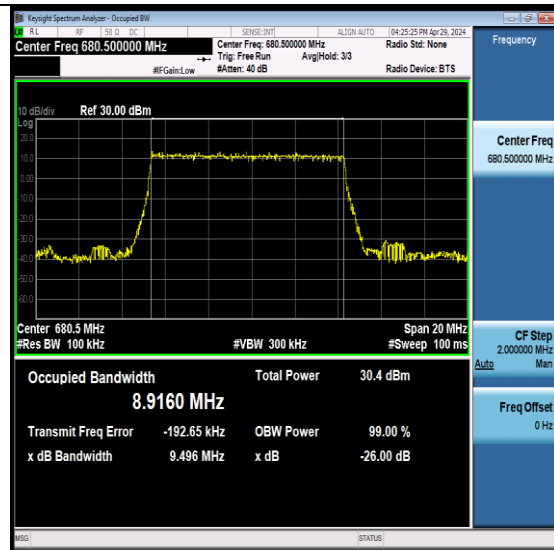 Keysight Spectrum Analyzer - Occupied BW
RL RF 50 Ω DC SENSE:INT ALIGN AUTO 04:25:25 PM Apr 29, 2024
Center Freq 680.500000 MHz
Center Freq: 680.500000 MHz
Radio Std: None
Trig: Free Run Avg|Hold: 3/3
#IFGain:Low #Atten: 40 dB Radio Device: BTS
Frequency
10 dB/div Ref 30.00 dBm
Log
20.0
10.0
0.00
-10.0
-20.0
-30.0
-40.0
-50.0
-60.0
Center Freq
680.500000 MHz
Center 680.5 MHz Span 20 MHz
#Res BW 100 kHz #VBW 300 kHz #Sweep 100 ms
CF Step
2.000000 MHz
Auto Man
Occupied Bandwidth Total Power 30.4 dBm
8.9160 MHz
Transmit Freq Error -192.65 kHz OBW Power 99.00 %
x dB Bandwidth 9.496 MHz x dB -26.00 dB
Freq Offset
0 Hz
MSG STATUS